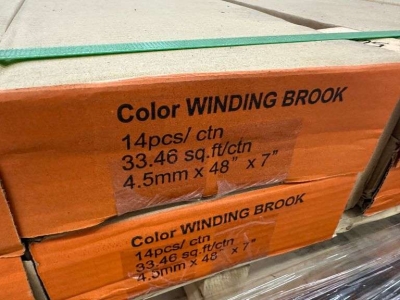 Color WINDING BROOK
14pcs/ ctn
33.46 sq.ft/ctn
4.5mm x 48" x 7"
Color WINDING BROOK
14pcs/ ctn
33.46 sq.ft/ctn
4.5mm x 48" x 7"